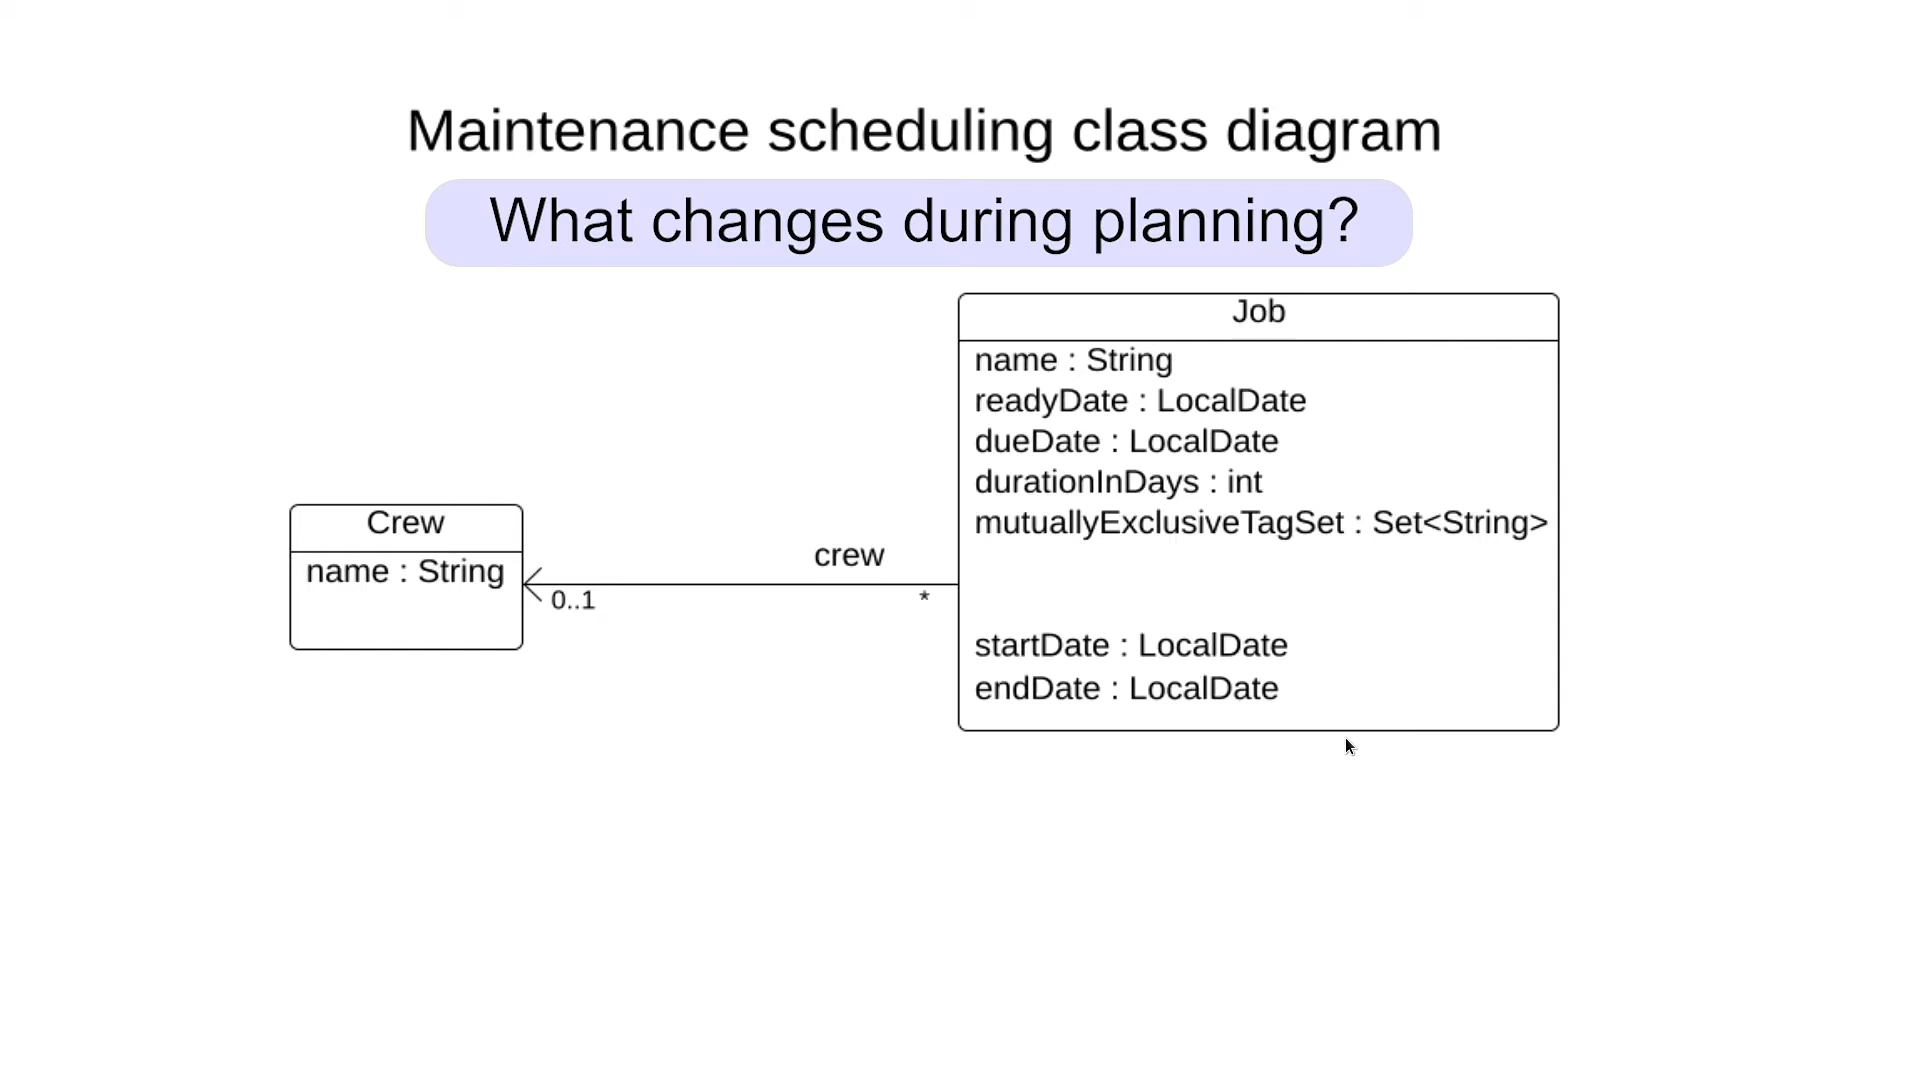 Maintenance scheduling class diagram
What changes during planning?
Job
name : String
readyDate : LocalDate
dueDate : LocalDate
durationInDays : int
mutuallyExclusiveTagSet : Set<String>
startDate : LocalDate
endDate : LocalDate
Crew
name : String
crew
0..1
*